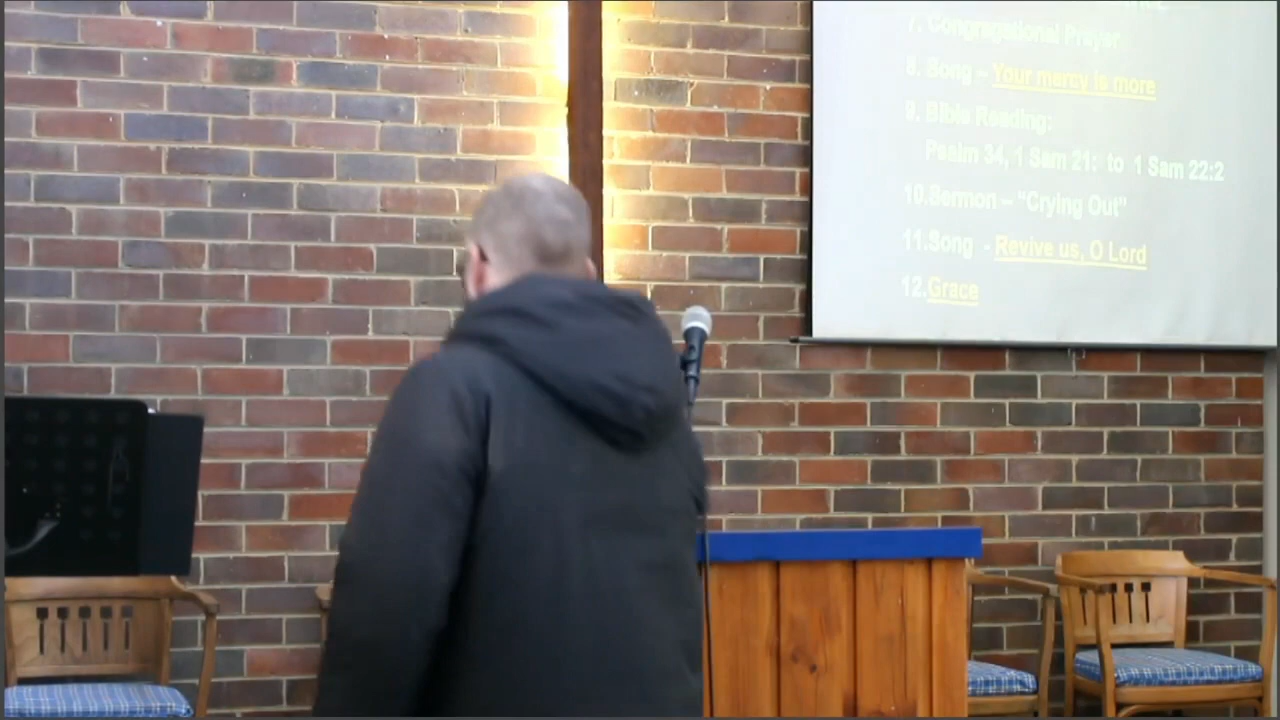 7. Congregational Prayer
8. Song – Your mercy is more
9. Bible Reading:
Psalm 34, 1 Sam 21: to 1 Sam 22:2
10.Sermon – “Crying Out”
11.Song - Revive us, O Lord
12.Grace